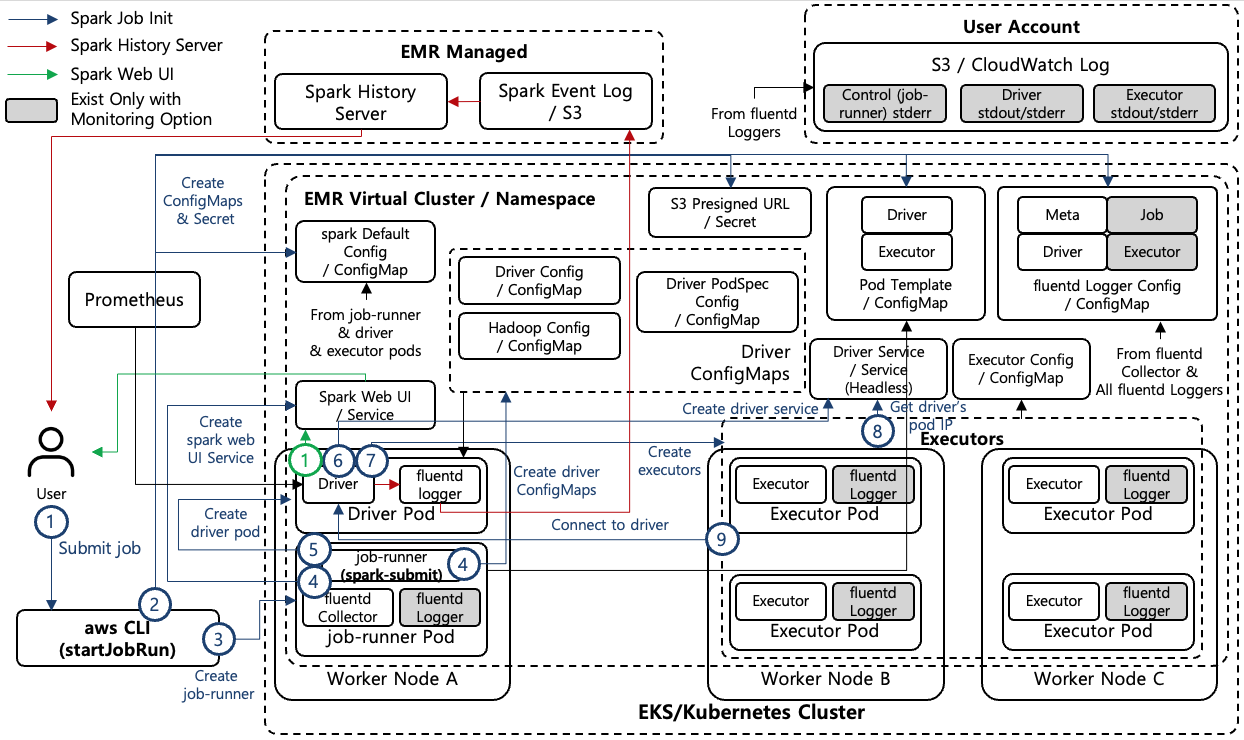 Spark Job Init
Spark History Server
Spark Web UI
Exist Only with
Monitoring Option
EMR Managed
Spark History
Server
Spark Event Log
/ S3
User Account
S3 / CloudWatch Log
Control (job-
runner) stderr
Driver
stdout/stderr
Executor
stdout/stderr
From fluentd
Loggers
Create
ConfigMaps
& Secret
EMR Virtual Cluster / Namespace
spark Default
Config
/ ConfigMap
From job-runner
& driver
& executor pods
Driver Config
/ ConfigMap
Hadoop Config
/ ConfigMap
Driver PodSpec
Config
/ ConfigMap
Driver
ConfigMaps
S3 Presigned URL
/ Secret
Driver
Executor
Pod Template
/ ConfigMap
Meta
Job
Driver
Executor
fluentd Logger Config
/ ConfigMap
Driver Service
/ Service
(Headless)
Executor Config
/ ConfigMap
From fluentd
Collector &
All fluentd Loggers
Prometheus
Spark Web UI
/ Service
Create
spark web
UI Service
Create driver service
Get driver's
pod IP
8
Executors
User
1
Submit job
1
6
7
Driver
fluentd
logger
Driver Pod
Create
driver pod
Create driver
ConfigMaps
Create
executors
Connect to driver
9
5
4
job-runner
(spark-submit)
4
fluentd
Collector
fluentd
Logger
job-runner Pod
2
aws CLI
(startJobRun)
3
Create
job-runner
Executor
fluentd
Logger
Executor Pod
Executor
fluentd
Logger
Executor Pod
Executor
fluentd
Logger
Executor Pod
Executor
fluentd
Logger
Executor Pod
Worker Node A
Worker Node B
Worker Node C
EKS/Kubernetes Cluster